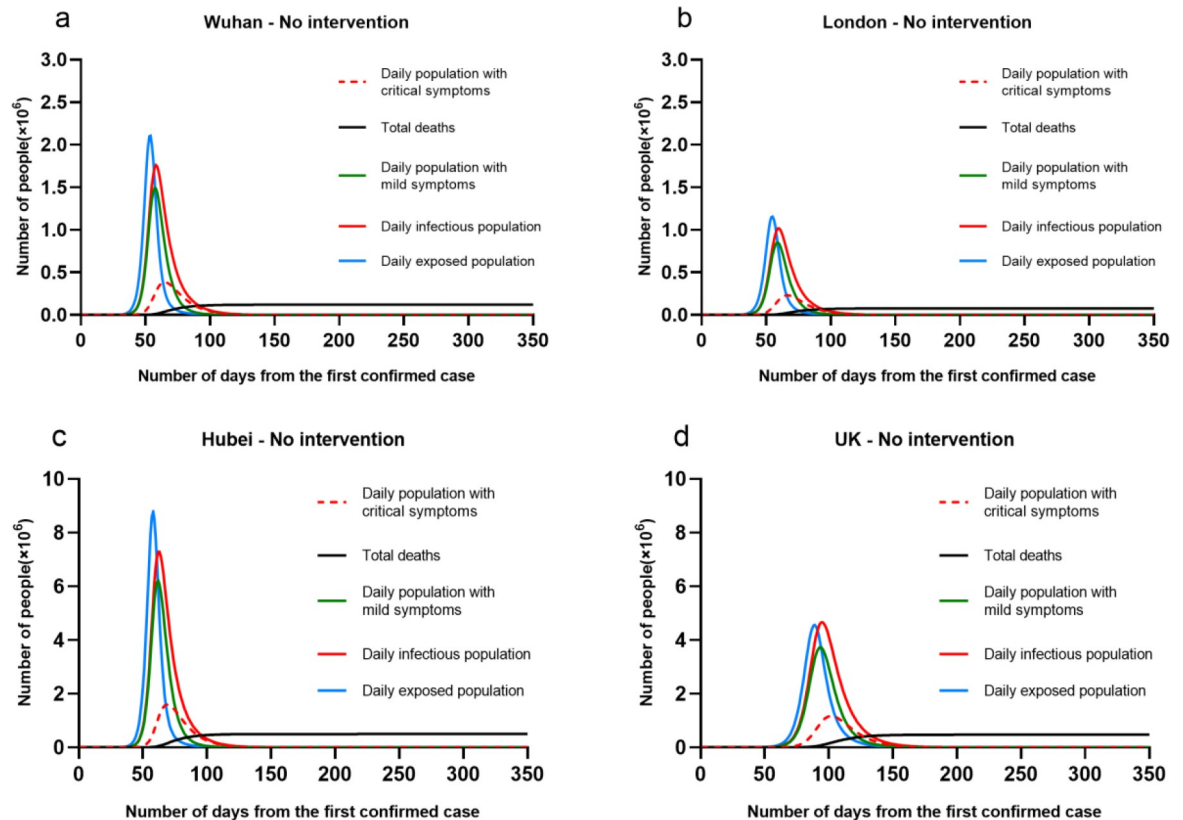 a
Wuhan - No intervention
Number of people(×10⁶)
3.0
2.5
2.0
1.5
1.0
0.5
0.0
0 50 100 150 200 250 300 350
Number of days from the first confirmed case
Daily population with
critical symptoms
Total deaths
Daily population with
mild symptoms
Daily infectious population
Daily exposed population
b
London - No intervention
Number of people(×10⁶)
3.0
2.5
2.0
1.5
1.0
0.5
0.0
0 50 100 150 200 250 300 350
Number of days from the first confirmed case
Daily population with
critical symptoms
Total deaths
Daily population with
mild symptoms
Daily infectious population
Daily exposed population
c
Hubei - No intervention
Number of people(×10⁶)
10
8
6
4
2
0
0 50 100 150 200 250 300 350
Number of days from the first confirmed case
Daily population with
critical symptoms
Total deaths
Daily population with
mild symptoms
Daily infectious population
Daily exposed population
d
UK - No intervention
Number of people(×10⁶)
10
8
6
4
2
0
0 50 100 150 200 250 300 350
Number of days from the first confirmed case
Daily population with
critical symptoms
Total deaths
Daily population with
mild symptoms
Daily infectious population
Daily exposed population